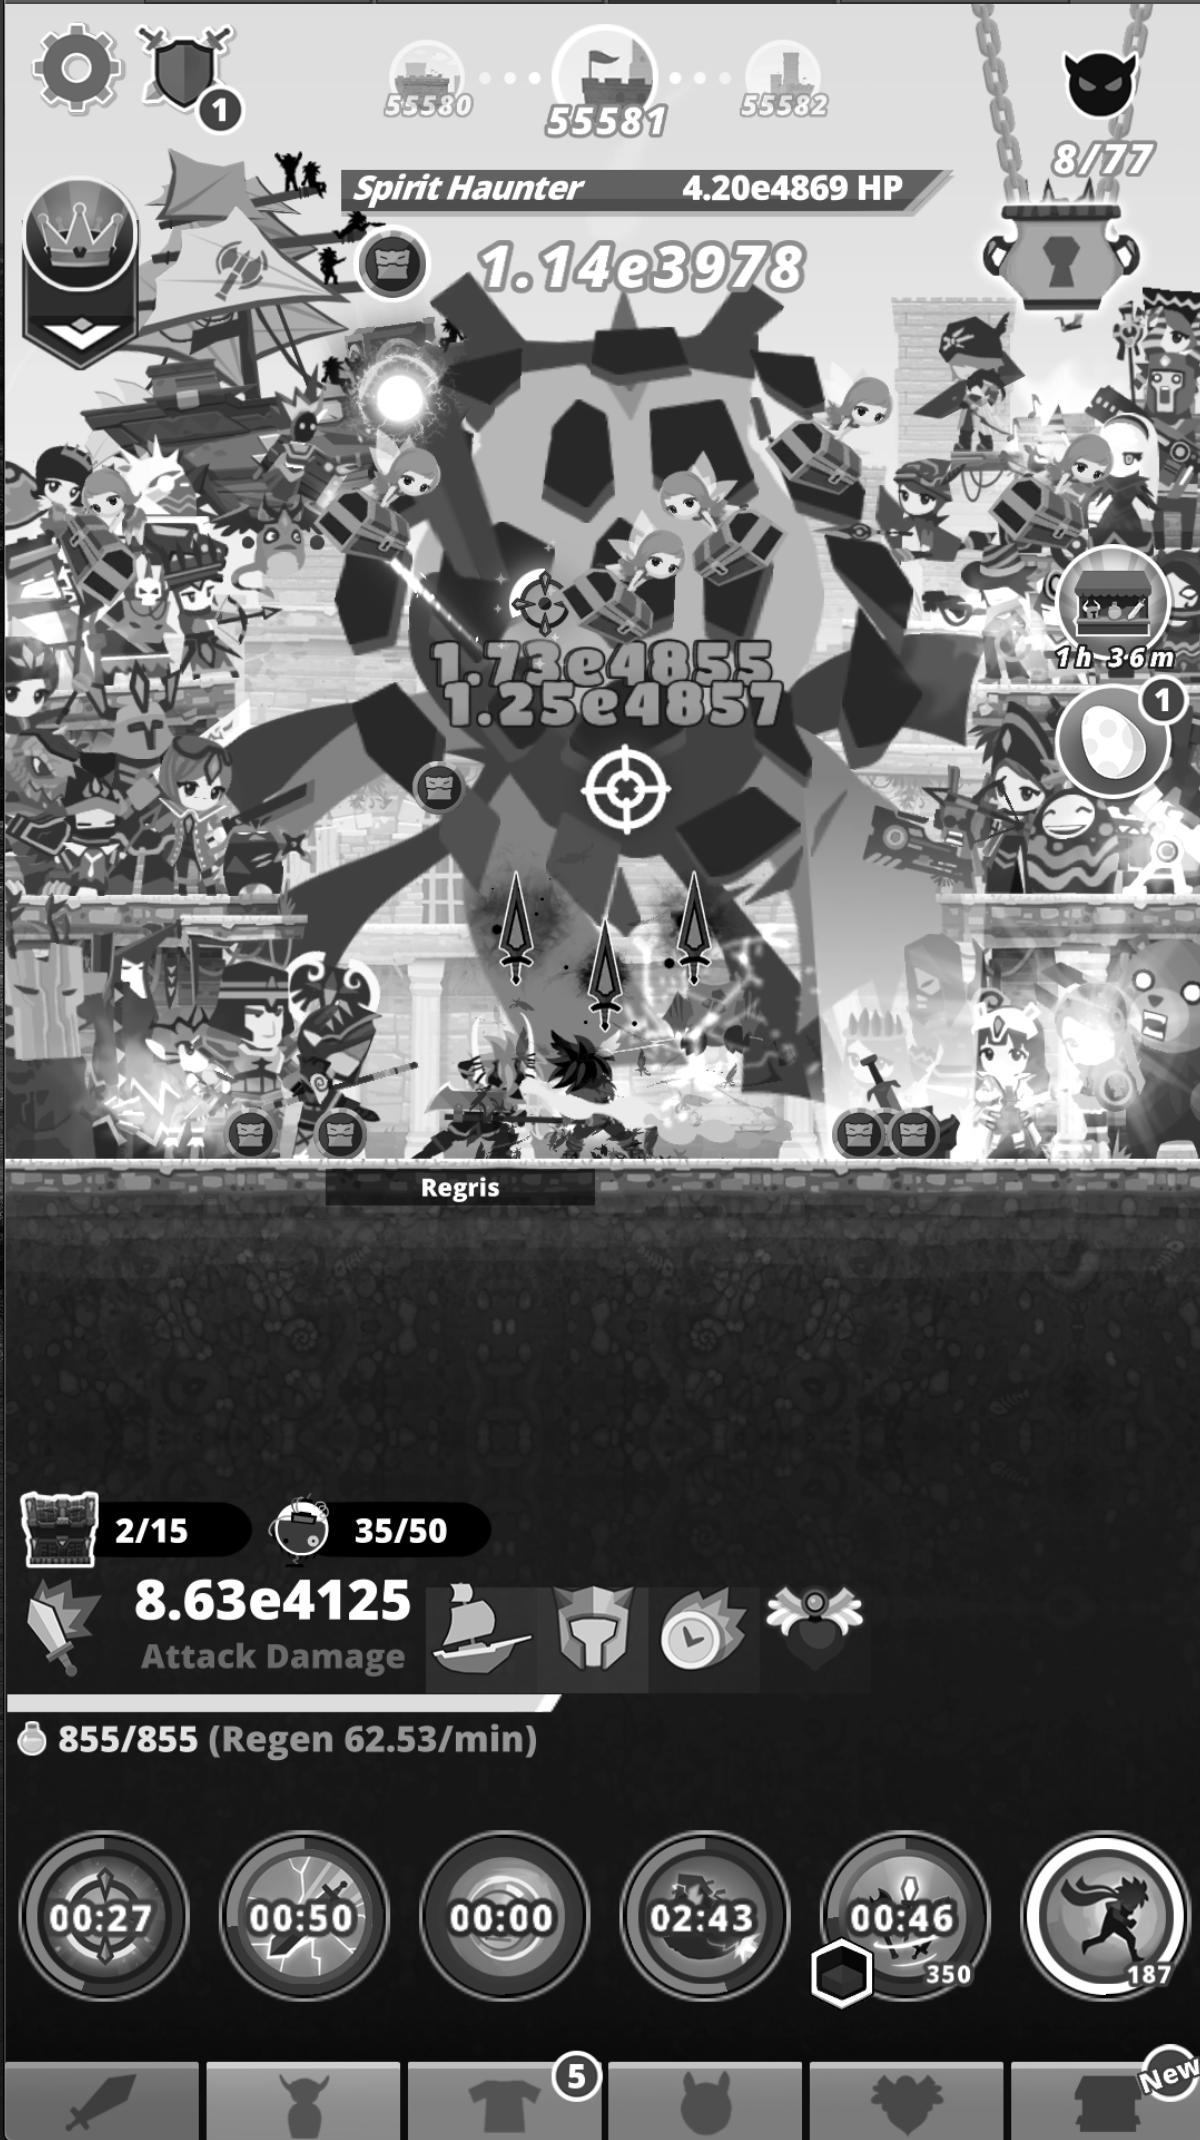 1
55580
55581
55582
8/77
Spirit Haunter 4.20e4869 HP
1.14e3978
1h 36m
1.73e4855
1.25e4857
1
Regris
2/15
35/50
8.63e4125
Attack Damage
855/855 (Regen 62.53/min)
00:27
00:50
00:00
02:43
00:46
350
187
5
New